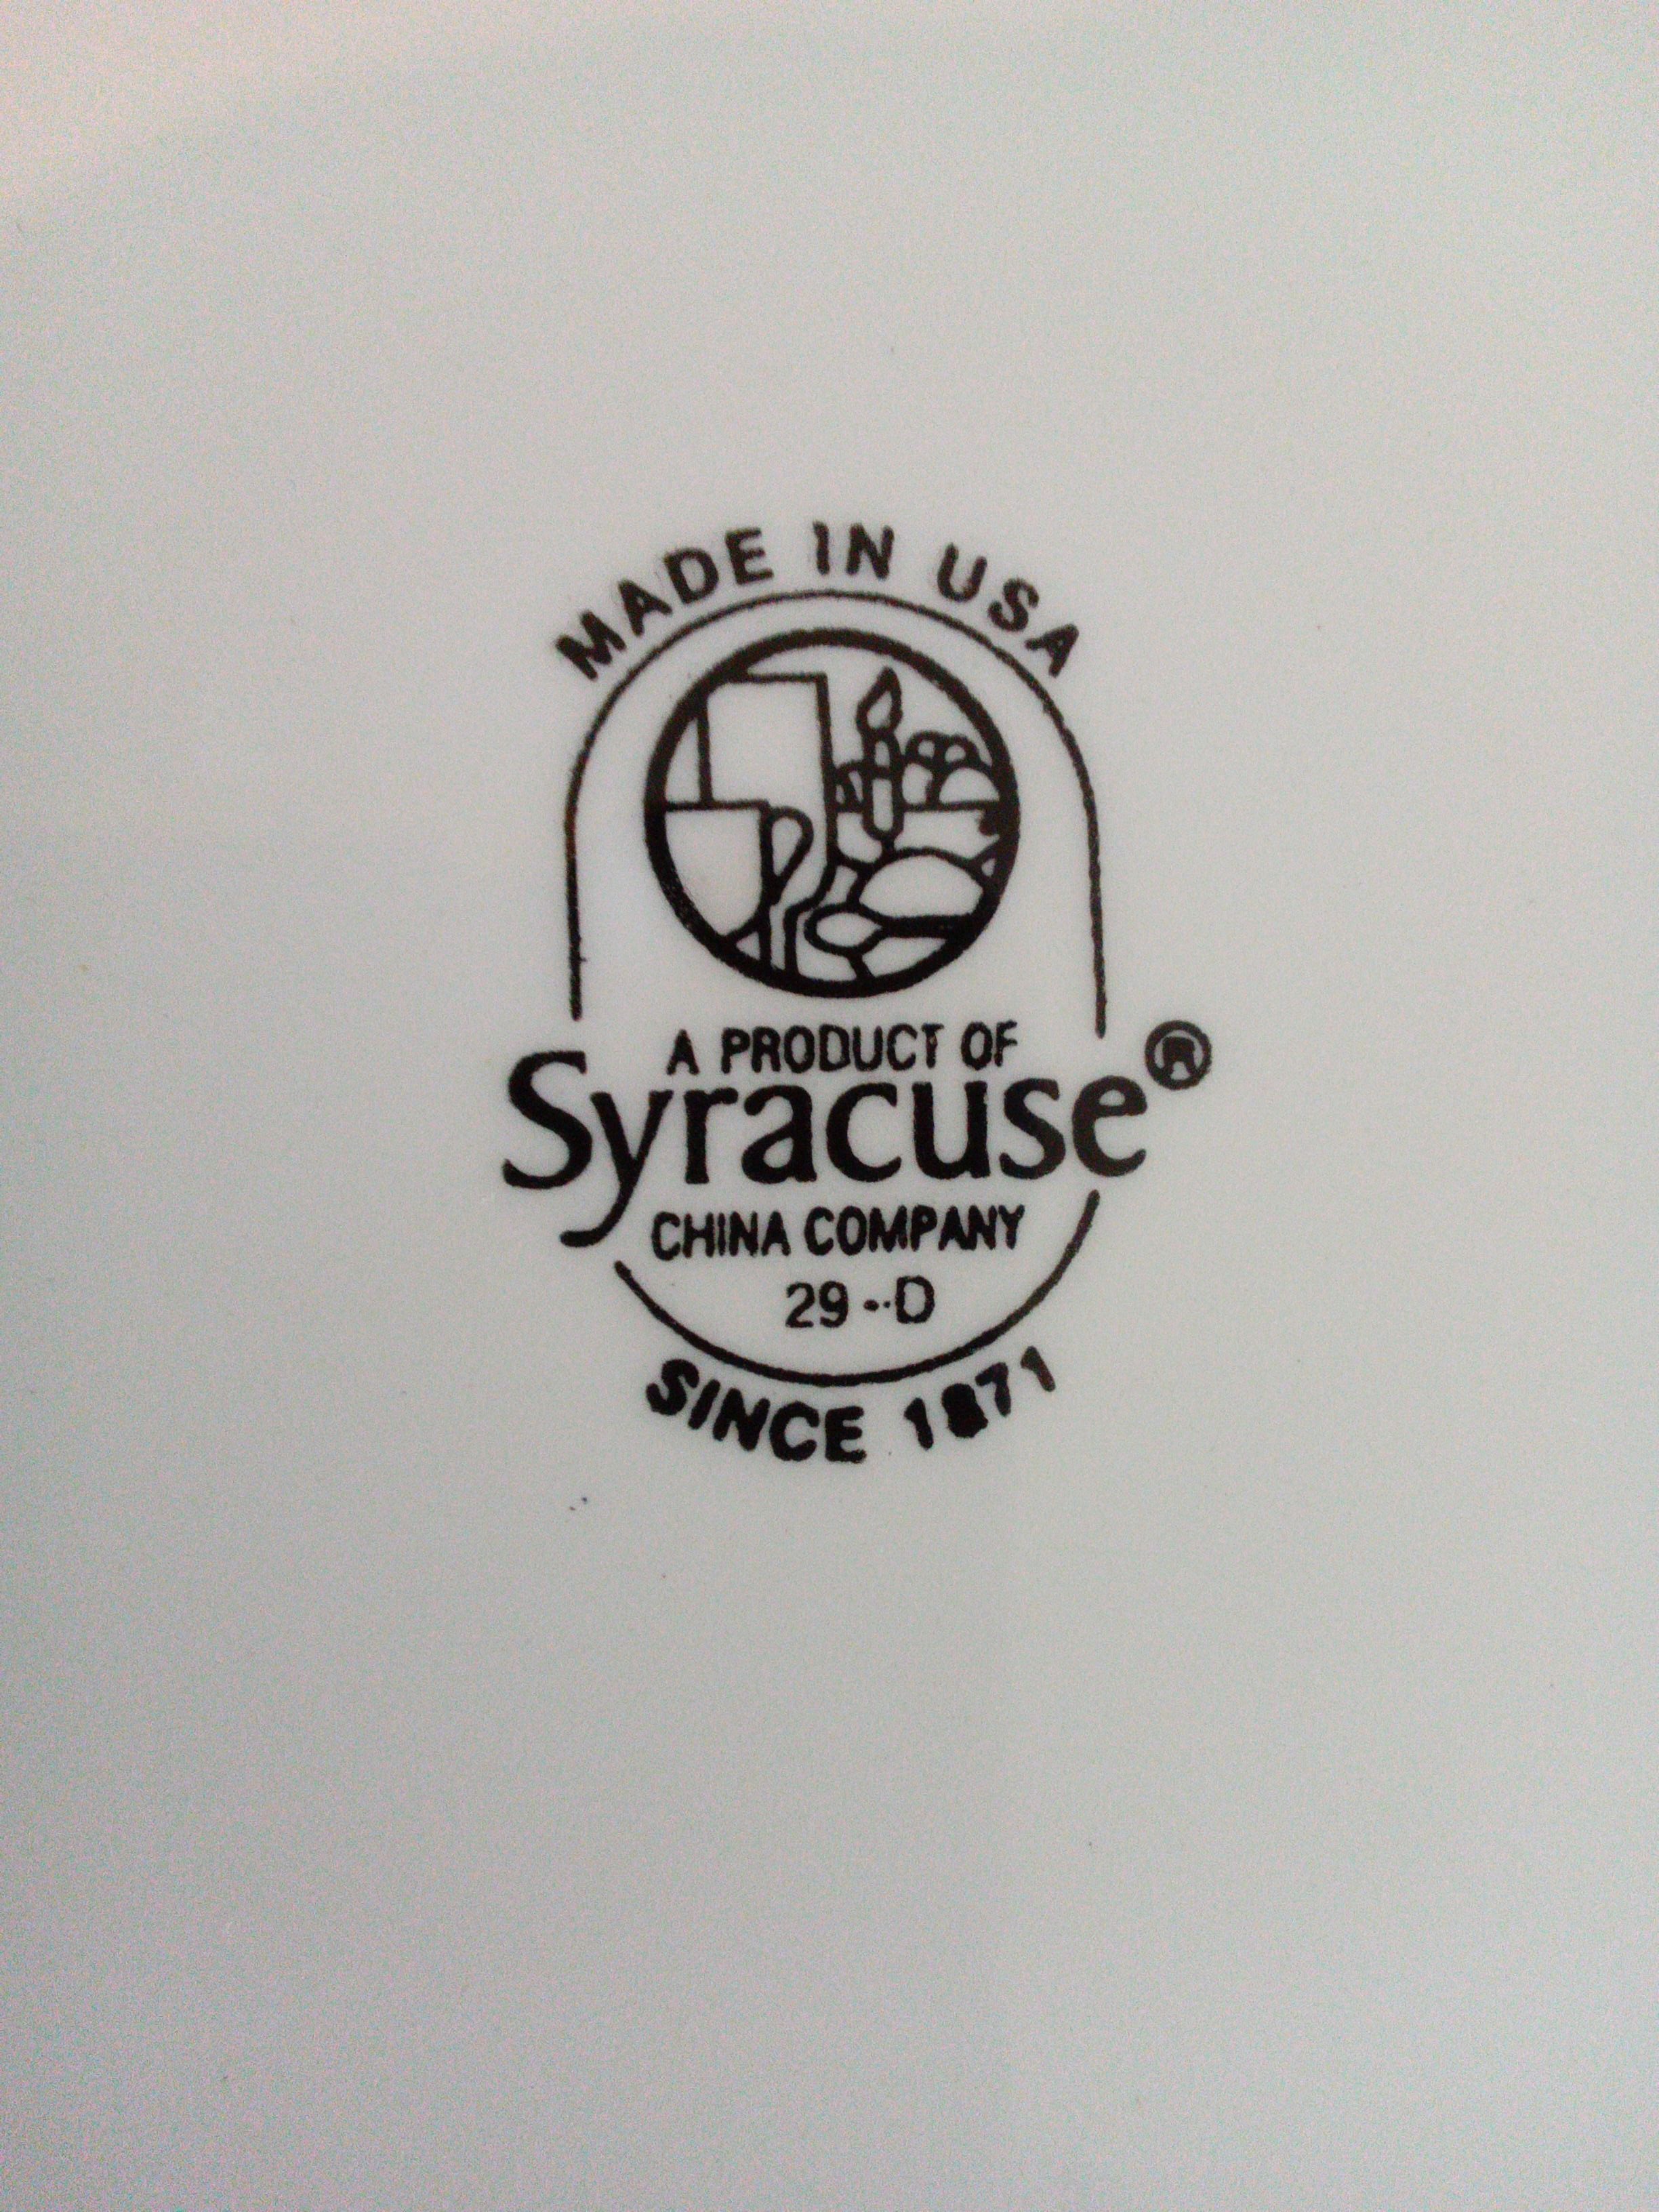 MADE IN USA
A PRODUCT OF
Syracuse®
CHINA COMPANY
29--D
SINCE 1871